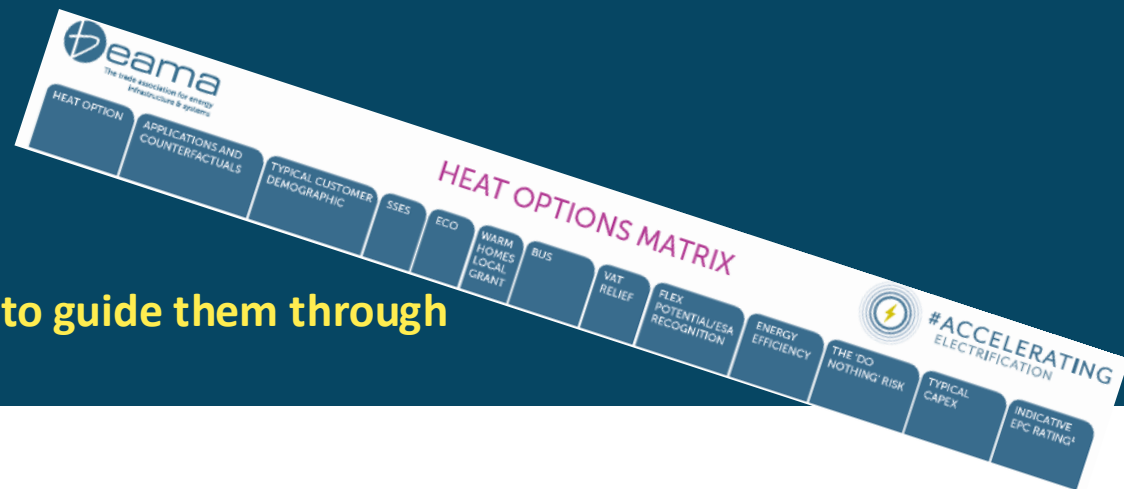 beama
The trade association for energy
infrastructure & systems
HEAT OPTIONS MATRIX
#ACCELERATING
ELECTRIFICATION
HEAT OPTION
APPLICATIONS AND
COUNTERFACTUALS
TYPICAL CUSTOMER
DEMOGRAPHIC
SSES
ECO
WARM
HOMES
LOCAL
GRANT
BUS
VAT
RELIEF
FLEX
POTENTIAL/ESA
RECOGNITION
ENERGY
EFFICIENCY
THE 'DO
NOTHING' RISK
TYPICAL
CAPEX
INDICATIVE
EPC RATING¹
to guide them through